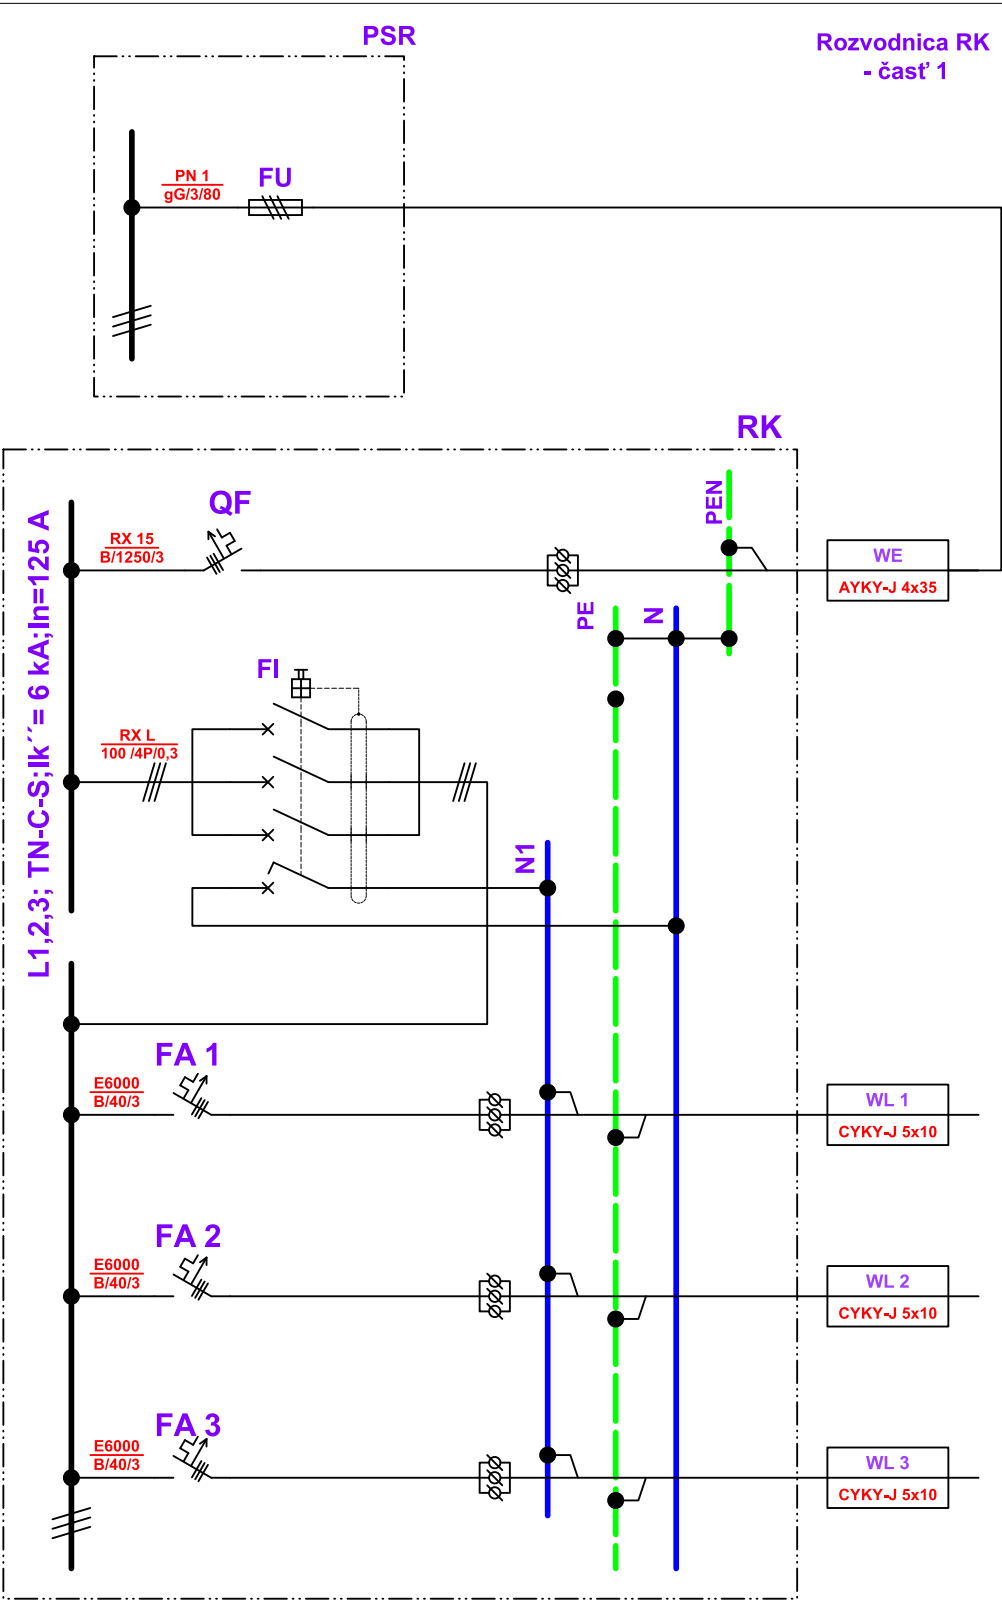 PSR
Rozvodnica RK
- časť 1
PN 1
gG/3/80
FU
RK
QF
RX 15
B/1250/3
PEN
WE
AYKY-J 4x35
PE
N
L1,2,3; TN-C-S;Ik´´= 6 kA;In=125 A
FI
RX L
100 /4P/0,3
N1
FA 1
E6000
B/40/3
WL 1
CYKY-J 5x10
FA 2
E6000
B/40/3
WL 2
CYKY-J 5x10
FA 3
E6000
B/40/3
WL 3
CYKY-J 5x10